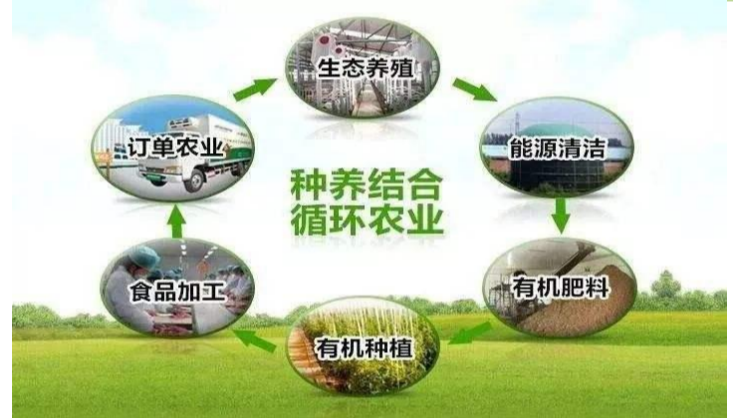 生态养殖
订单农业
能源清洁
种养结合
循环农业
食品加工
有机肥料
有机种植